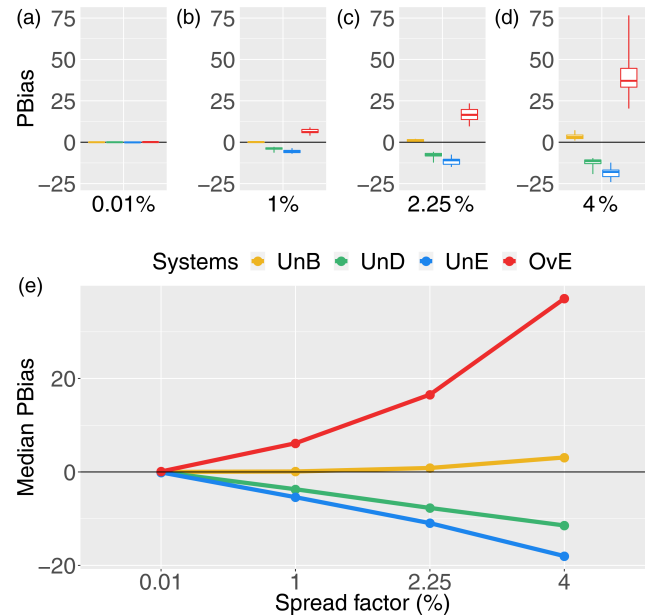 (a) (b) (c) (d)
PBias
75 75 75 75
50 50 50 50
25 25 25 25
0 0 0 0
−25 −25 −25 −25
0.01% 1% 2.25% 4%
Systems UnB UnD UnE OvE
(e)
Median PBias
20
0
−20
0.01 1 2.25 4
Spread factor (%)